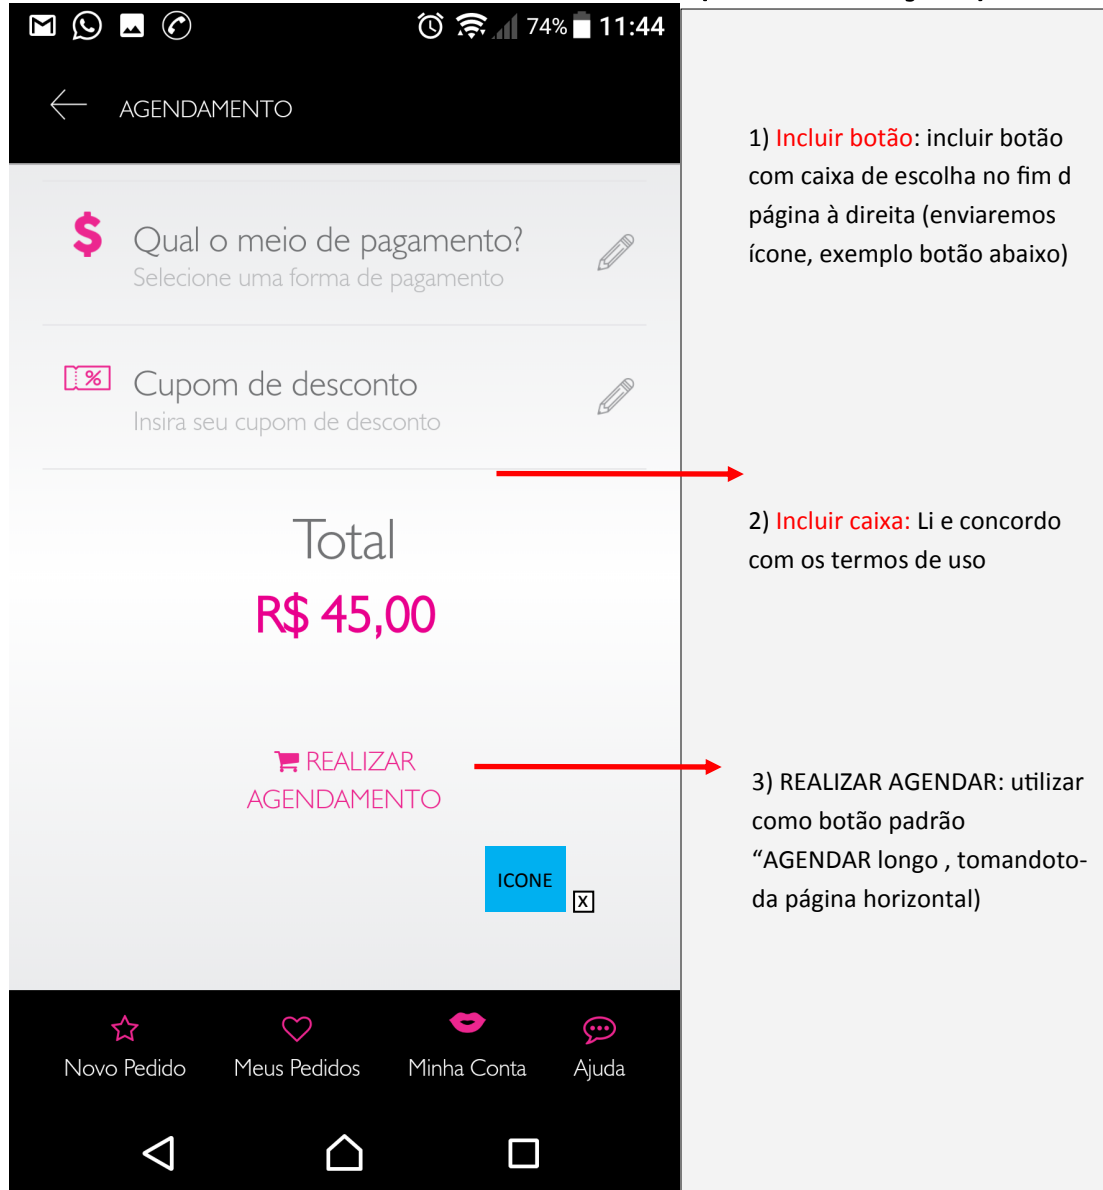 74% 11:44
AGENDAMENTO
$ Qual o meio de pagamento?
Selecione uma forma de pagamento
% Cupom de desconto
Insira seu cupom de desconto
Total
R$ 45,00
REALIZAR
AGENDAMENTO
ICONE
X
Novo Pedido Meus Pedidos Minha Conta Ajuda
1) Incluir botão: incluir botão
com caixa de escolha no fim d
página à direita (enviaremos
ícone, exemplo botão abaixo)
2) Incluir caixa: Li e concordo
com os termos de uso
3) REALIZAR AGENDAR: utilizar
como botão padrão
“AGENDAR longo , tomandoto-
da página horizontal)